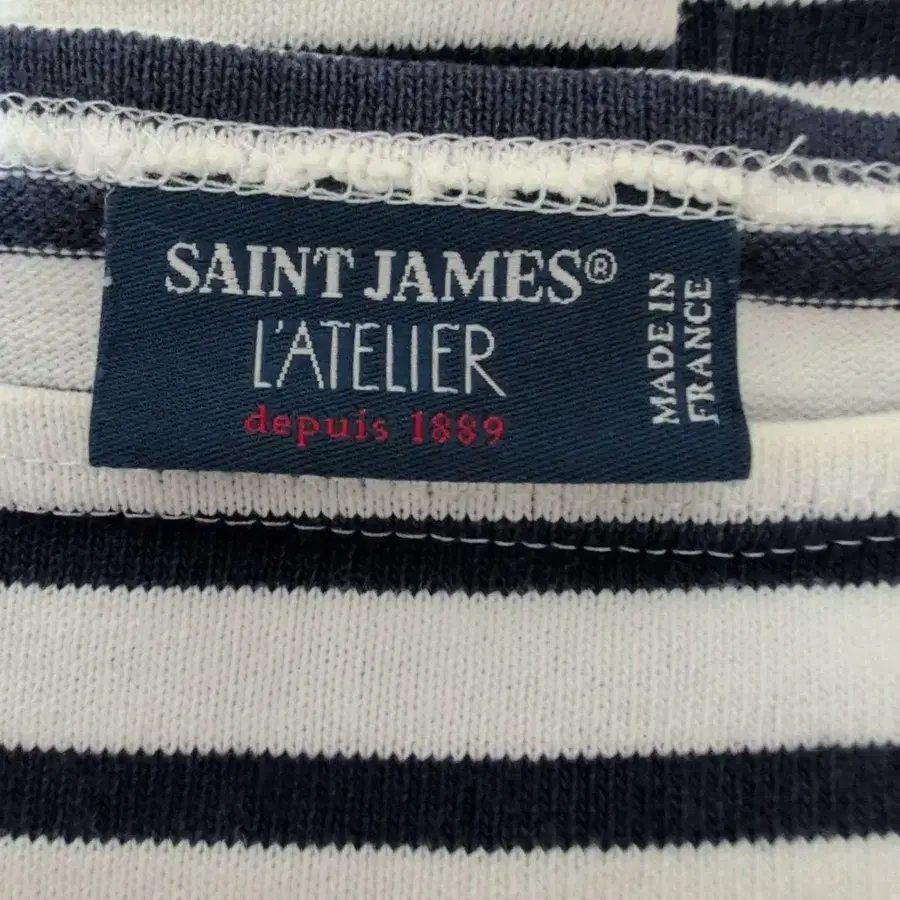 SAINT JAMES®
L'ATELIER
depuis 1889
MADE IN
FRANCE